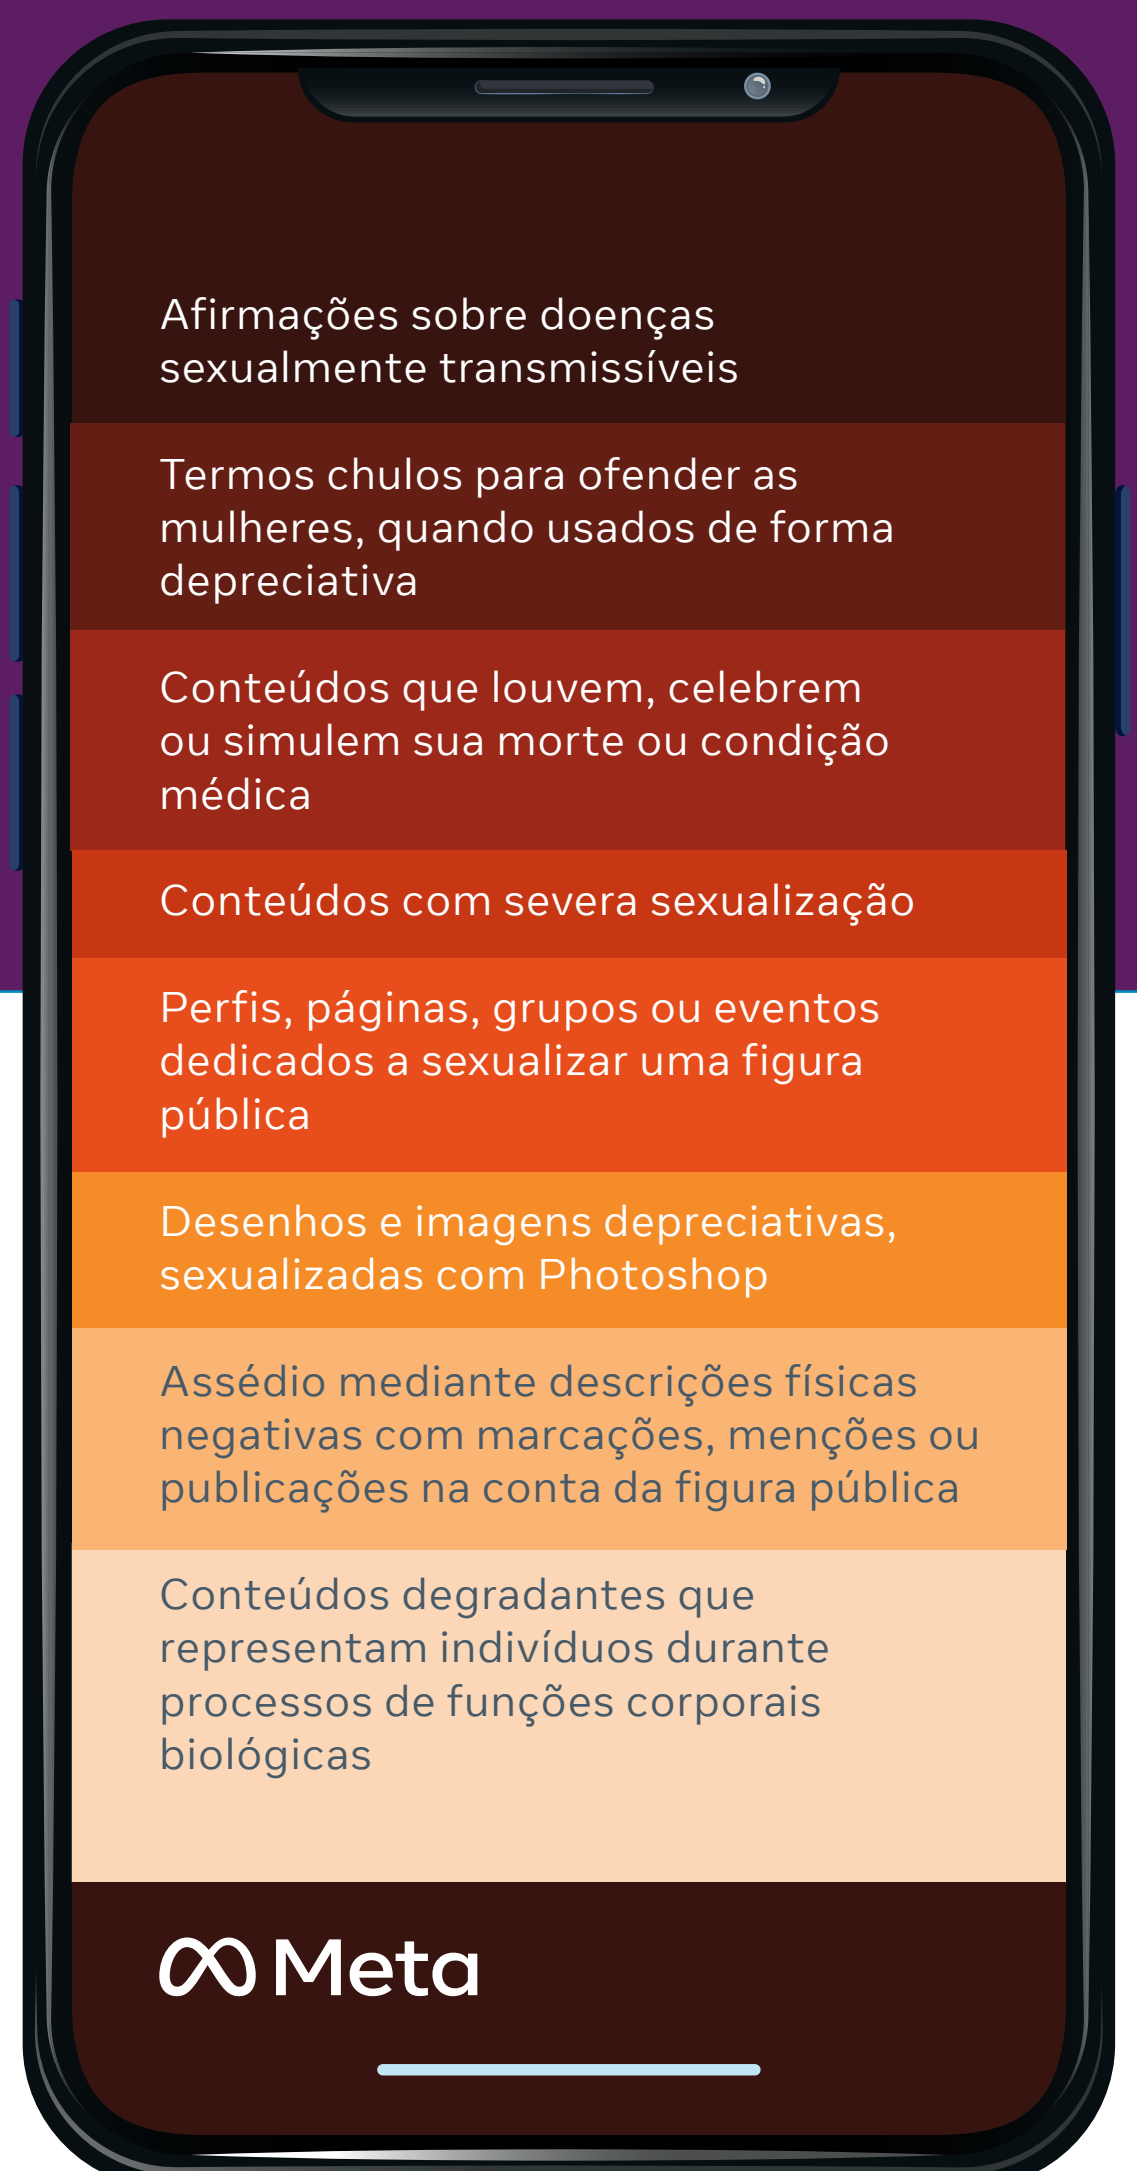 Afirmações sobre doenças
sexualmente transmissíveis
Termos chulos para ofender as
mulheres, quando usados de forma
depreciativa
Conteúdos que louvem, celebrem
ou simulem sua morte ou condição
médica
Conteúdos com severa sexualização
Perfis, páginas, grupos ou eventos
dedicados a sexualizar uma figura
pública
Desenhos e imagens depreciativas,
sexualizadas com Photoshop
Assédio mediante descrições físicas
negativas com marcações, menções ou
publicações na conta da figura pública
Conteúdos degradantes que
representam indivíduos durante
processos de funções corporais
biológicas
Meta